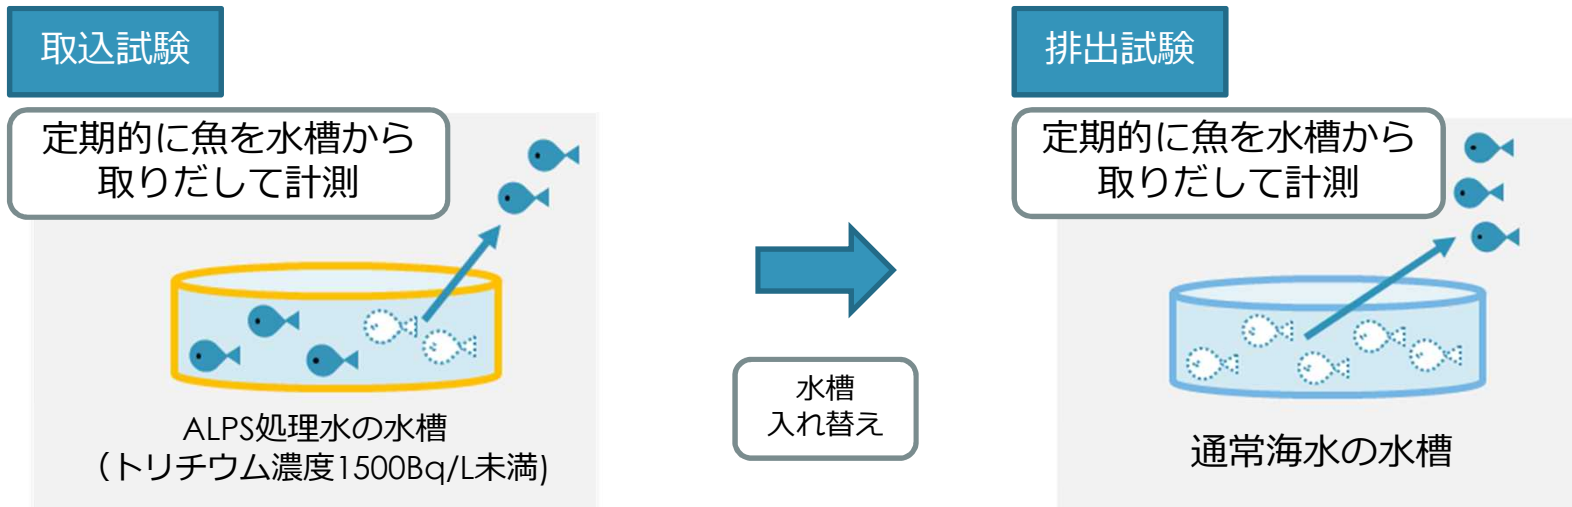 取込試験
定期的に魚を水槽から
取りだして計測
ALPS処理水の水槽
（トリチウム濃度1500Bq/L未満)
水槽
入れ替え
排出試験
定期的に魚を水槽から
取りだして計測
通常海水の水槽